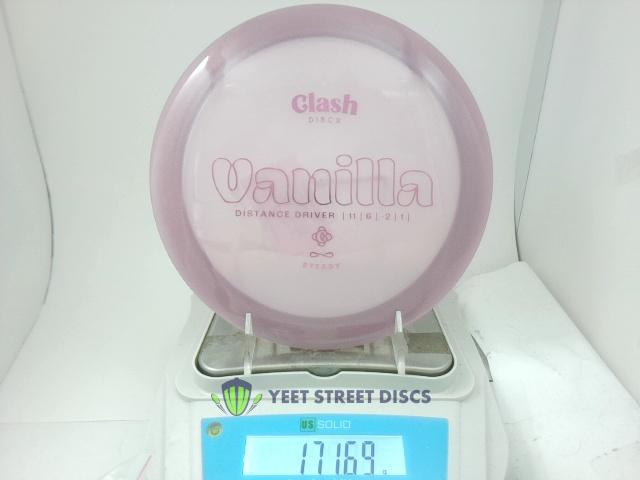 Clash
DISCS
Vanilla
DISTANCE DRIVER | 11 | 6 | -2 | 1 |
STEADY
YEET STREET DISCS
US SOLID
171.69 g